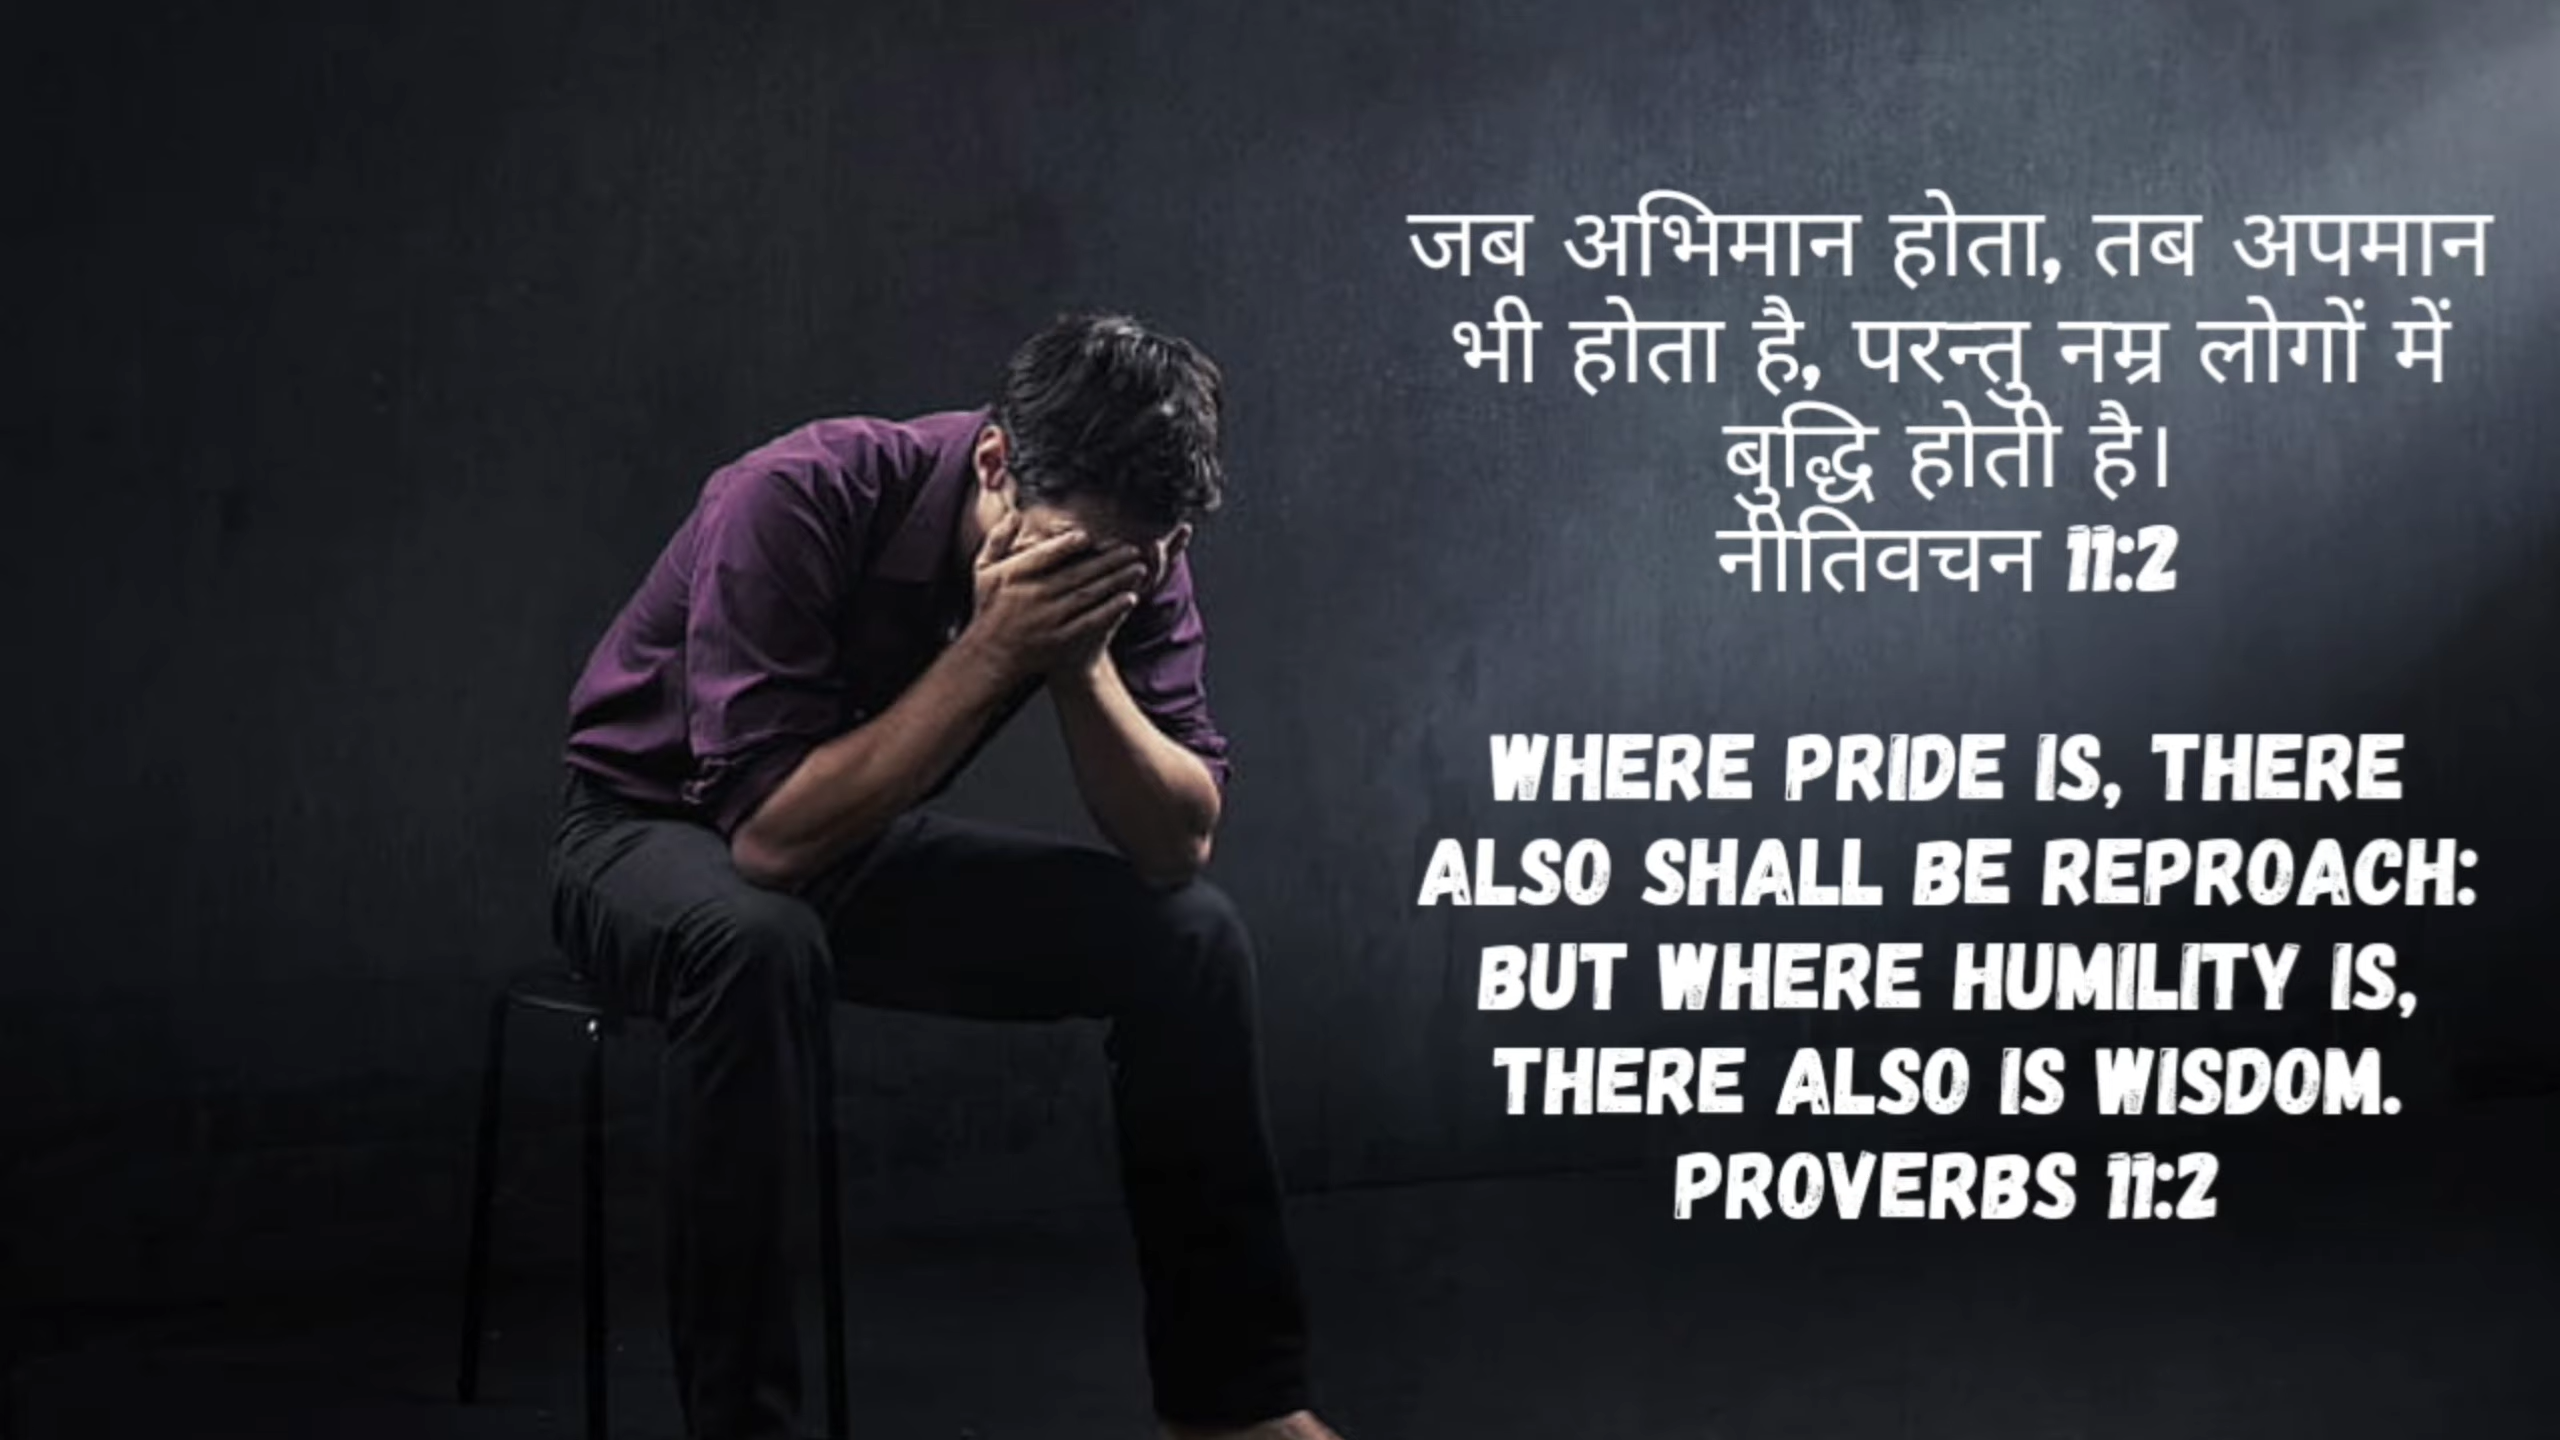 जब अभिमान होता, तब अपमान
भी होता है, परन्तु नम्र लोगों में
बुद्धि होती है।
नीतिवचन 11:2
WHERE PRIDE IS, THERE
ALSO SHALL BE REPROACH:
BUT WHERE HUMILITY IS,
THERE ALSO IS WISDOM.
PROVERBS 11:2